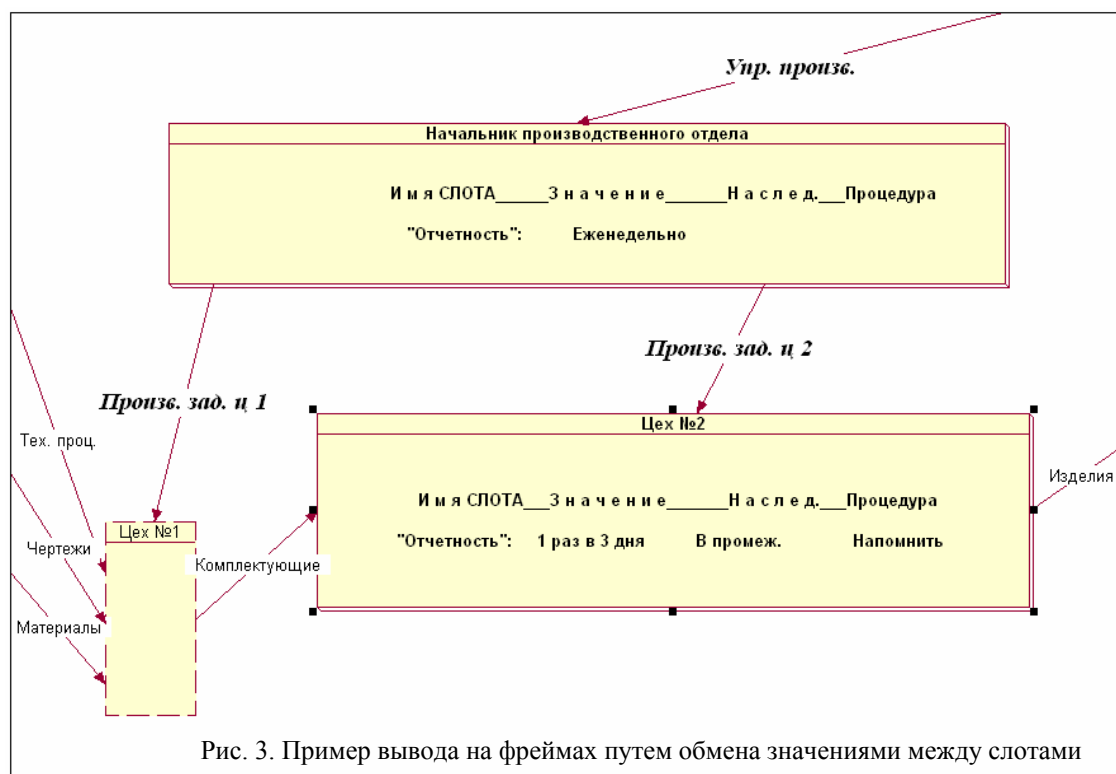 Упр. произв.
Начальник производственного отдела
И м я СЛОТА______З н а ч е н и е_______Н а с л е д.___Процедура
"Отчетность": Еженедельно
Произв. зад. ц 2
Произв. зад. ц 1
Цех №2
Тех. проц.
И м я СЛОТА___З н а ч е н и е_______Н а с л е д.___Процедура
Изделия
Цех №1
"Отчетность": 1 раз в 3 дня В промеж. Напомнить
Чертежи
Комплектующие
Материалы
Рис. 3. Пример вывода на фреймах путем обмена значениями между слотами